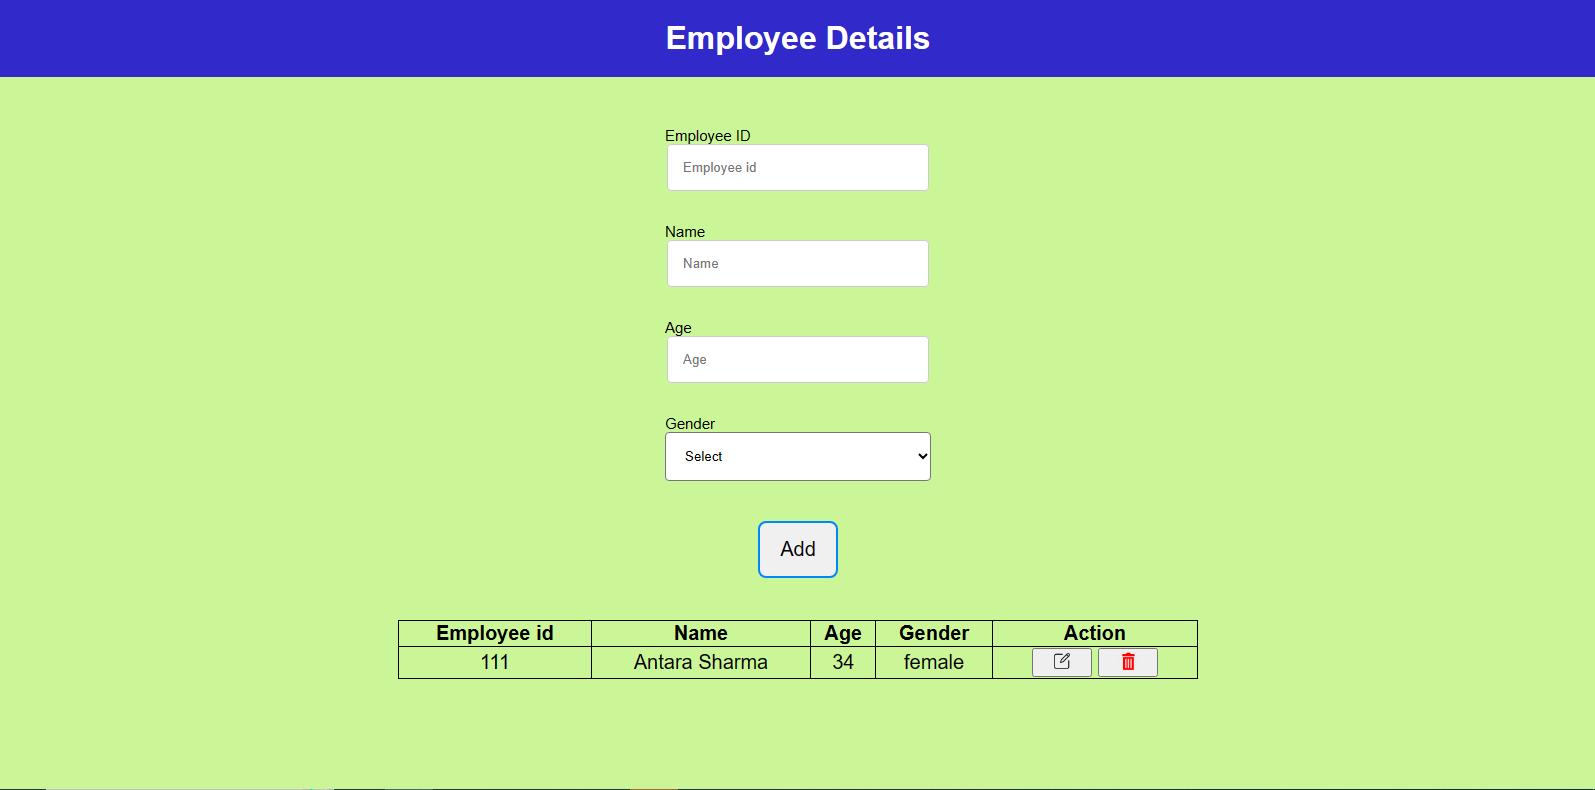 Employee Details
Employee ID
Employee id
Name
Name
Age
Age
Gender
Select
Add
Employee id Name Age Gender Action
111 Antara Sharma 34 female